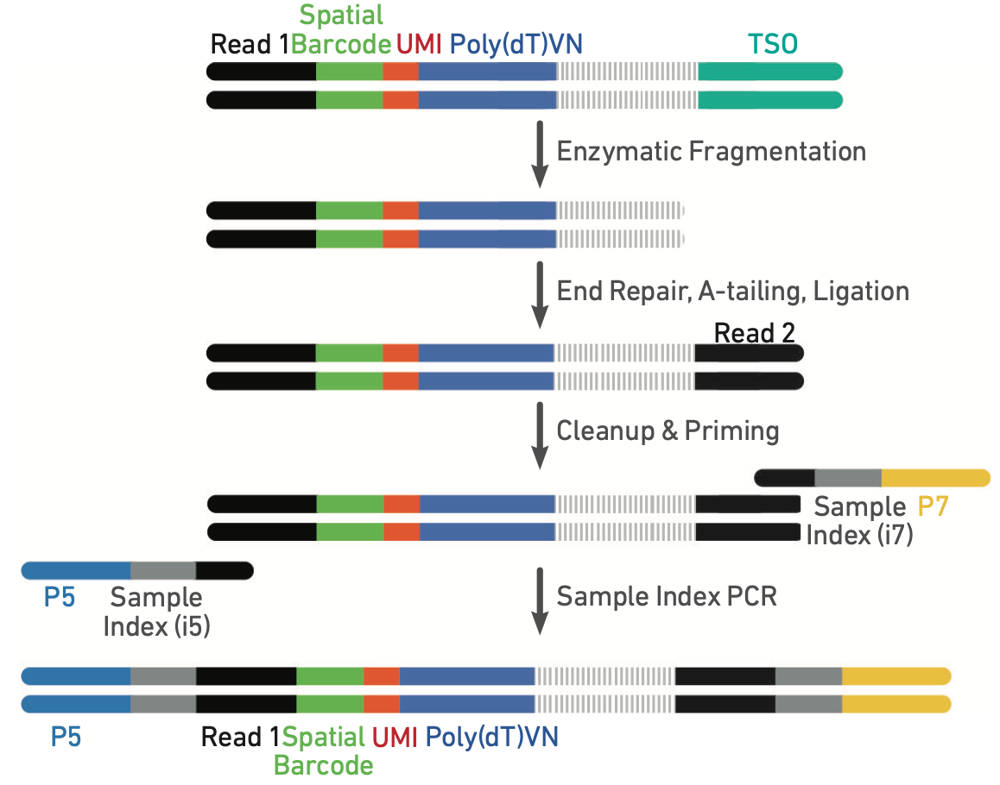 Spatial
Read 1 Barcode UMI Poly(dT)VN TSO
Enzymatic Fragmentation
End Repair, A-tailing, Ligation
Read 2
Cleanup & Priming
Sample P7
Index (i7)
P5 Sample
Index (i5)
Sample Index PCR
P5 Read 1 Spatial UMI Poly(dT)VN
Barcode